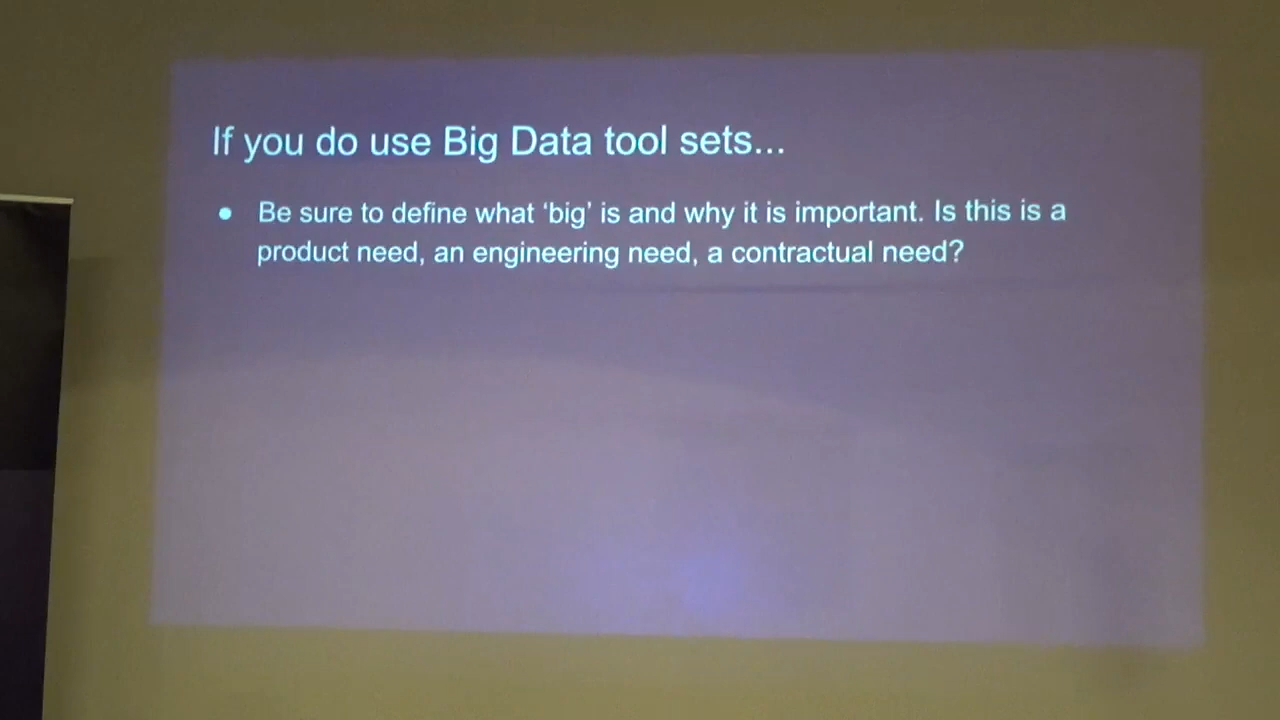 If you do use Big Data tool sets...
● Be sure to define what ‘big’ is and why it is important. Is this is a
product need, an engineering need, a contractual need?